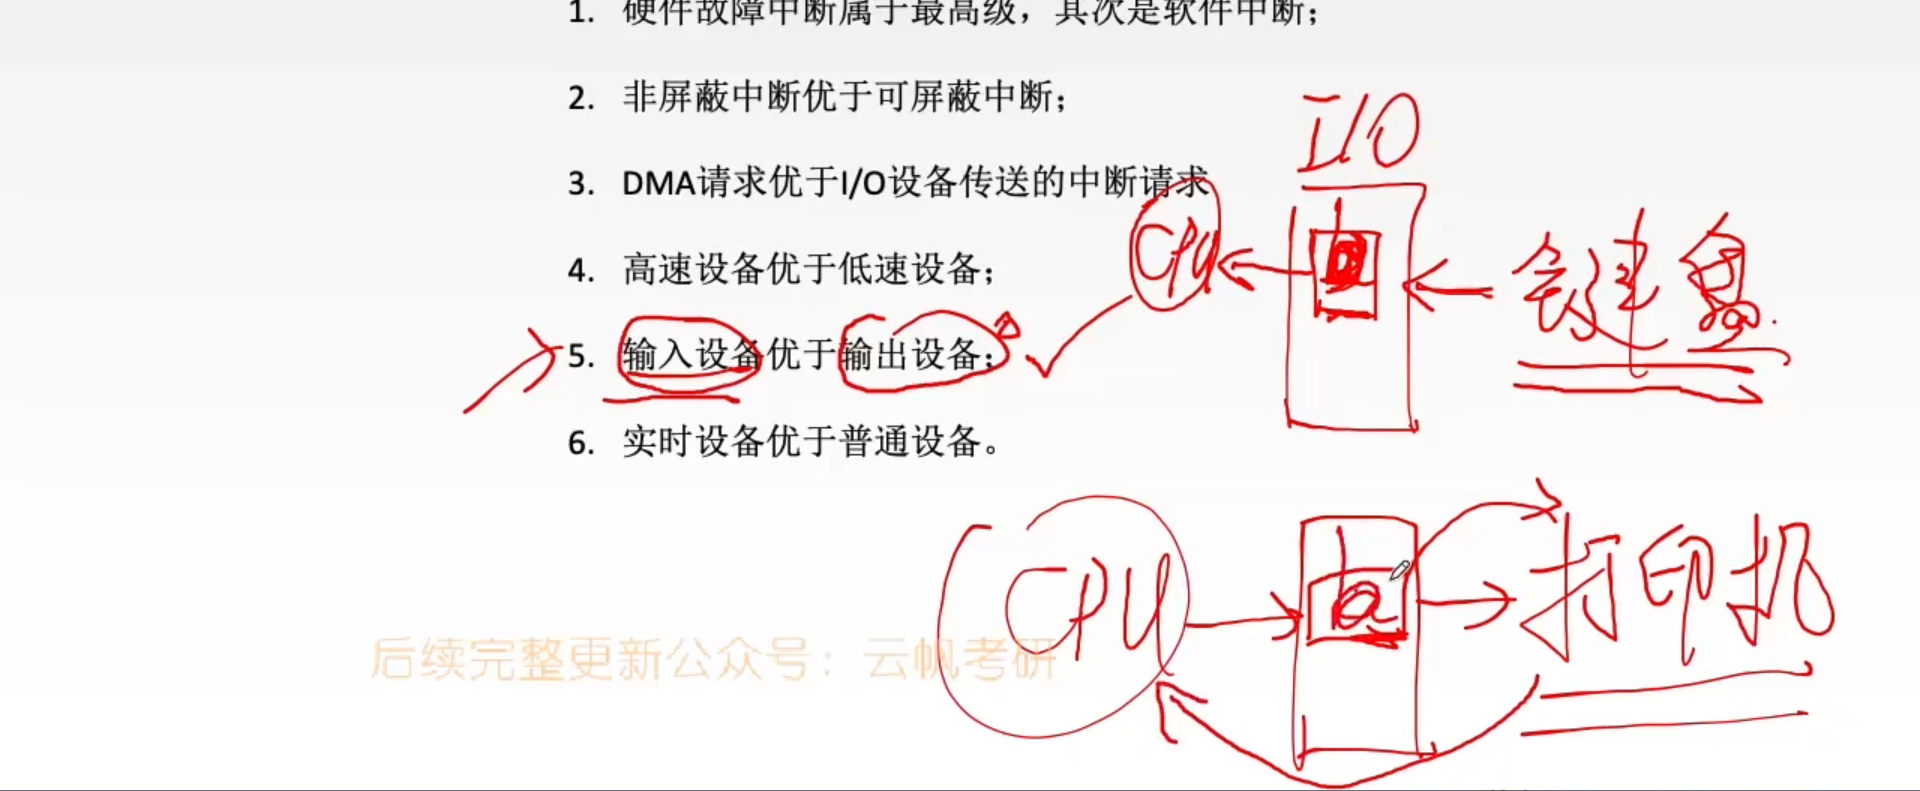 1. 硬件故障中断属于最高级，其次是软件中断；
2. 非屏蔽中断优于可屏蔽中断；
I/O
3. DMA请求优于I/O设备传送的中断请求
CPU
4. 高速设备优于低速设备；
键盘
5. 输入设备优于输出设备；
6. 实时设备优于普通设备。
CPU
打印机
后续完整更新公众号：云帆考研